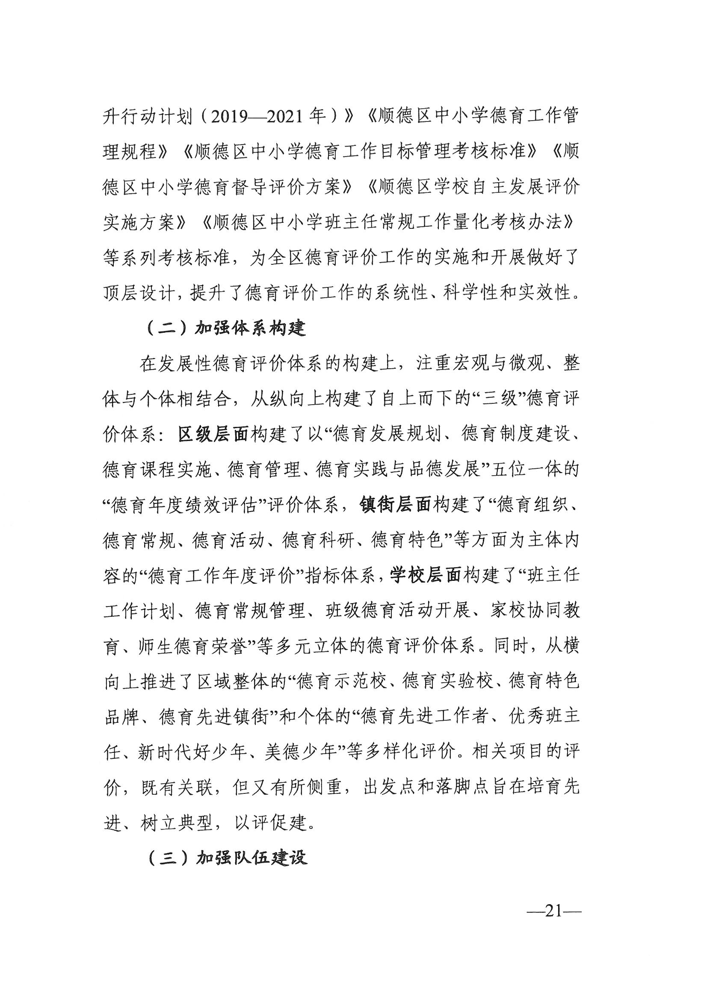 升行动计划（2019—2021 年）》《顺德区中小学德育工作管
理规程》《顺德区中小学德育工作目标管理考核标准》《顺
德区中小学德育督导评价方案》《顺德区学校自主发展评价
实施方案》《顺德区中小学班主任常规工作量化考核办法》
等系列考核标准，为全区德育评价工作的实施和开展做好了
顶层设计，提升了德育评价工作的系统性、科学性和实效性。
（二）加强体系构建
在发展性德育评价体系的构建上，注重宏观与微观、整
体与个体相结合，从纵向上构建了自上而下的“三级”德育评
价体系：区级层面构建了以“德育发展规划、德育制度建设、
德育课程实施、德育管理、德育实践与品德发展”五位一体的
“德育年度绩效评估”评价体系，镇街层面构建了“德育组织、
德育常规、德育活动、德育科研、德育特色”等方面为主体内
容的“德育工作年度评价”指标体系，学校层面构建了“班主任
工作计划、德育常规管理、班级德育活动开展、家校协同教
育、师生德育荣誉”等多元立体的德育评价体系。同时，从横
向上推进了区域整体的“德育示范校、德育实验校、德育特色
品牌、德育先进镇街”和个体的“德育先进工作者、优秀班主
任、新时代好少年、美德少年”等多样化评价。相关项目的评
价，既有关联，但又有所侧重，出发点和落脚点旨在培育先
进、树立典型，以评促建。
（三）加强队伍建设
—21—